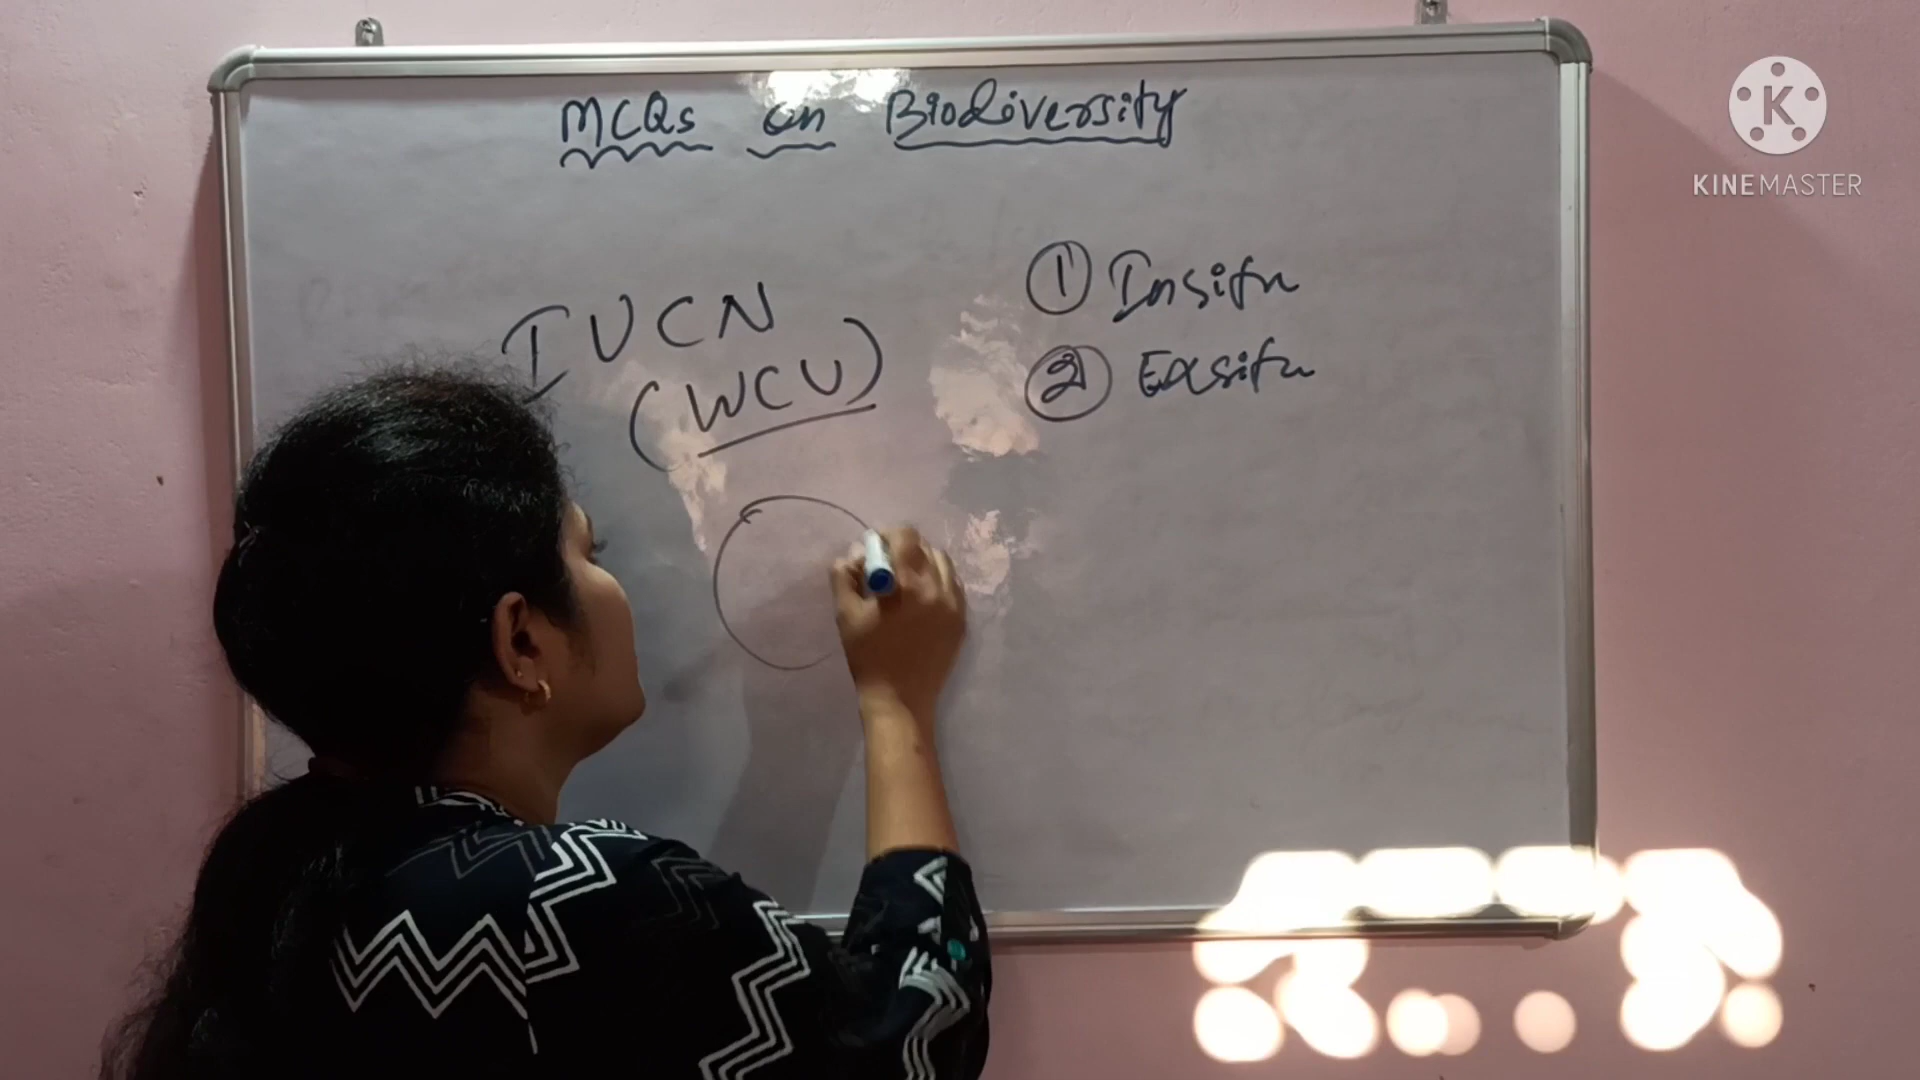 MCQs on Biodiversity
IUCN
(WCU)
① Insitu
② Exsitu
K
KINEMASTER